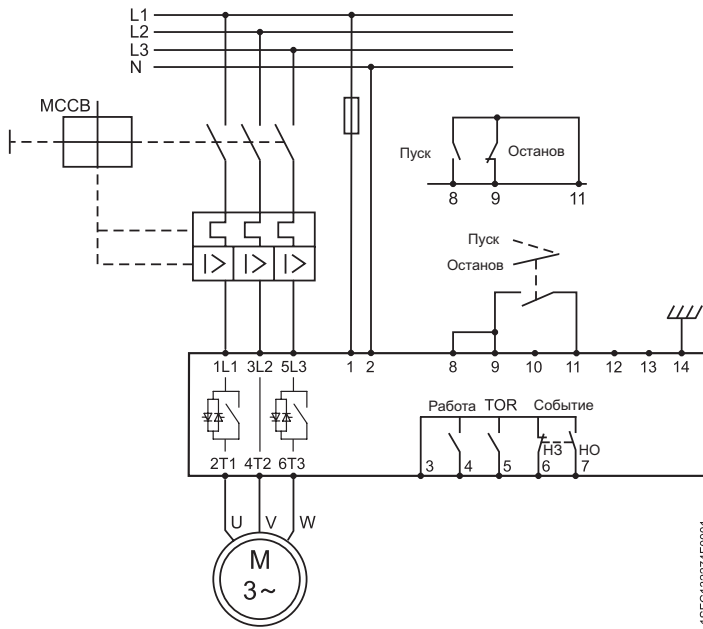 L1
L2
L3
N
MCCB
Пуск
Останов
8 9 11
Пуск
Останов
1L1 3L2 5L3 1 2 8 9 10 11 12 13 14
Работа TOR Событие
НЗ НО
2T1 4T2 6T3 3 4 5 6 7
U V W
M
3~